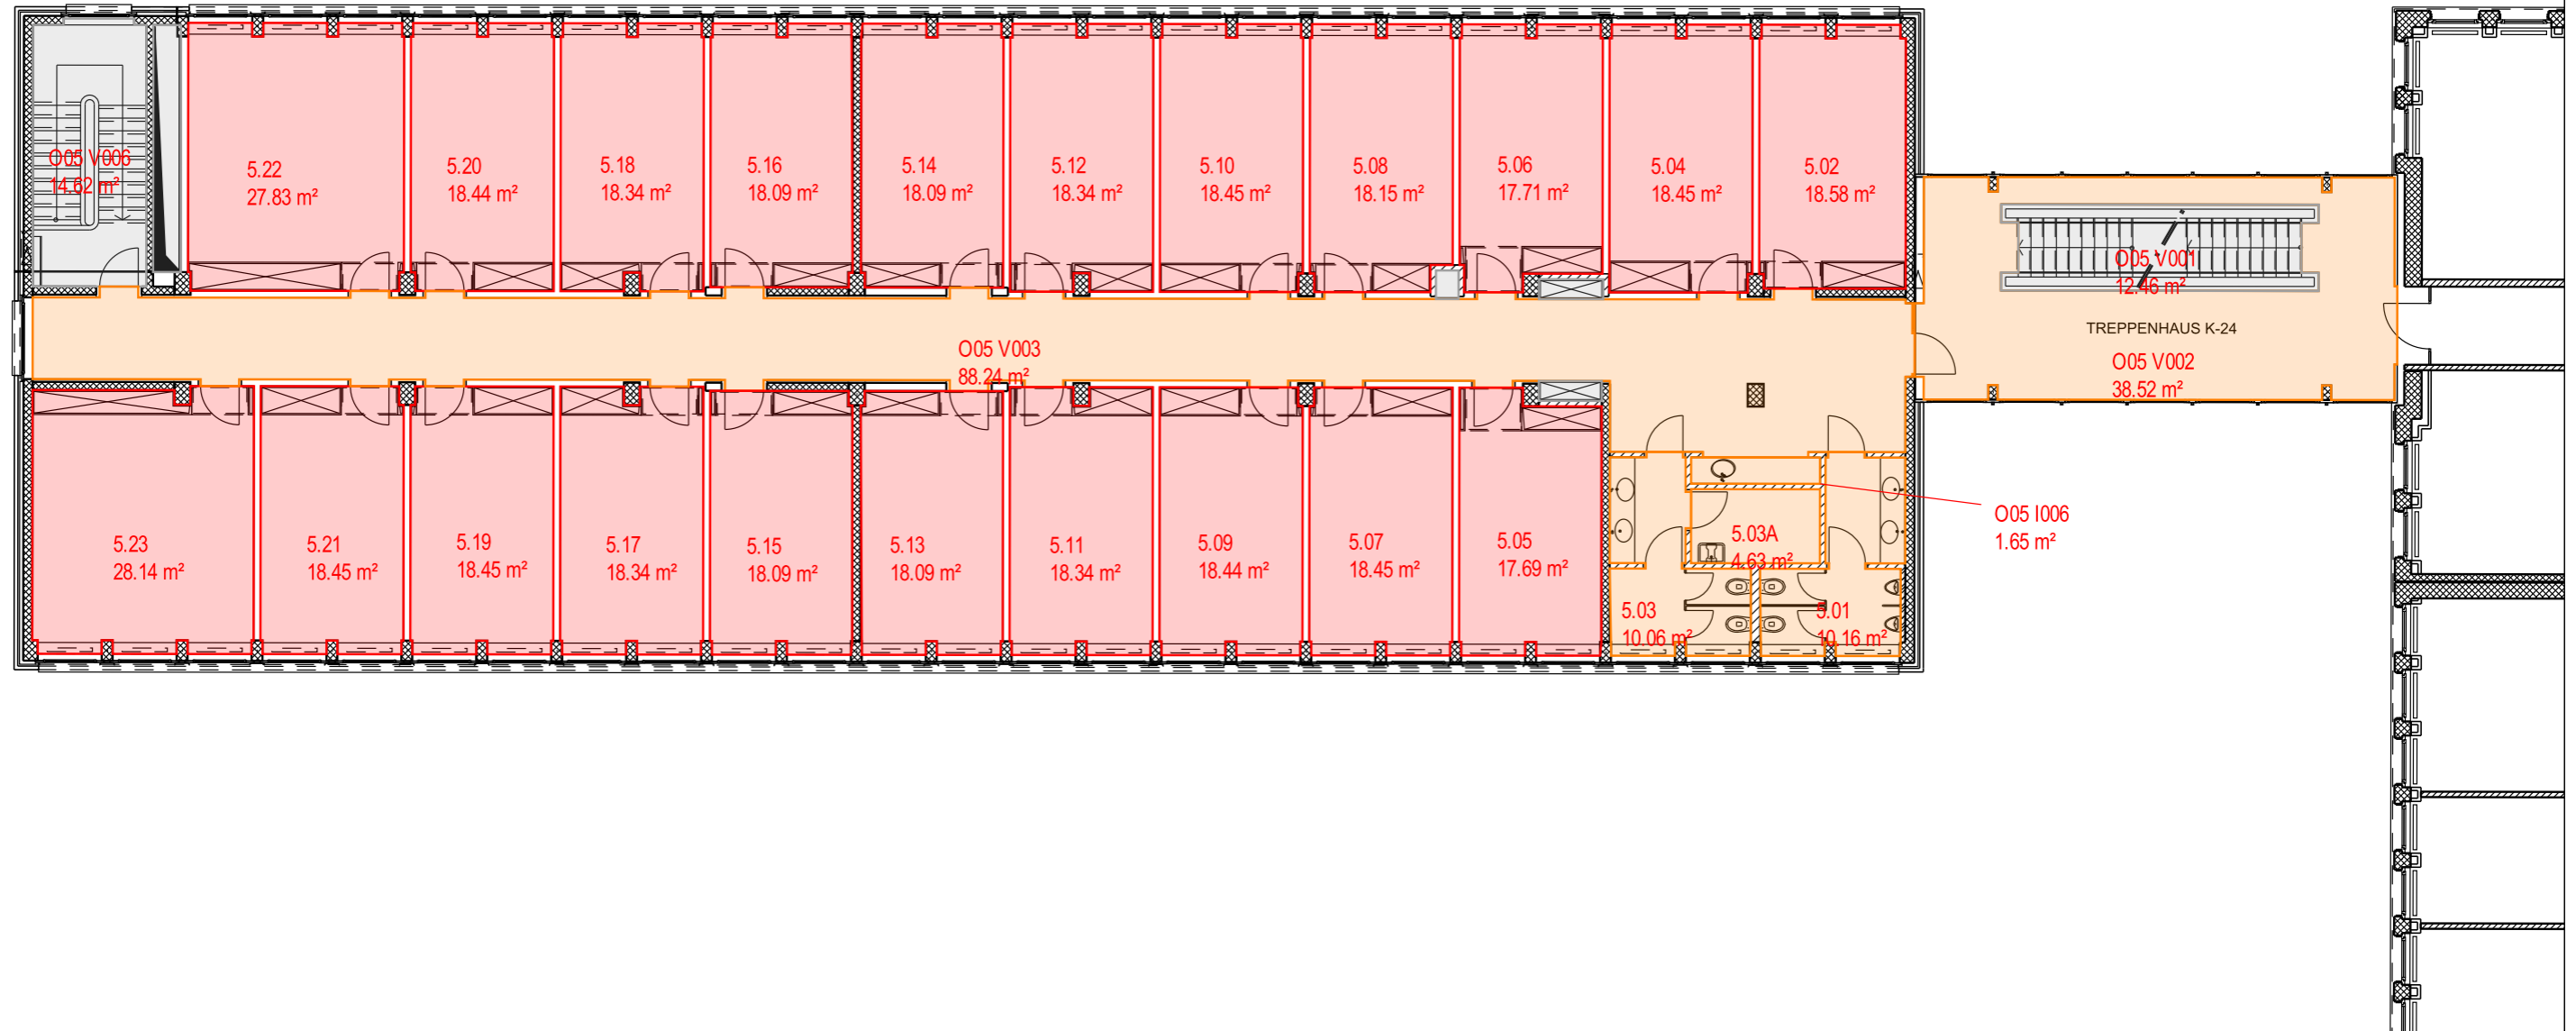 O05 V006
14.62 m²
5.22
27.83 m²
5.20
18.44 m²
5.18
18.34 m²
5.16
18.09 m²
5.14
18.09 m²
5.12
18.34 m²
5.10
18.45 m²
5.08
18.15 m²
5.06
17.71 m²
5.04
18.45 m²
5.02
18.58 m²
O05 V001
12.46 m²
TREPPENHAUS K-24
O05 V002
38.52 m²
O05 V003
88.24 m²
5.23
28.14 m²
5.21
18.45 m²
5.19
18.45 m²
5.17
18.34 m²
5.15
18.09 m²
5.13
18.09 m²
5.11
18.34 m²
5.09
18.44 m²
5.07
18.45 m²
5.05
17.69 m²
5.03A
4.63 m²
O05 I006
1.65 m²
5.03
10.06 m²
5.01
10.16 m²